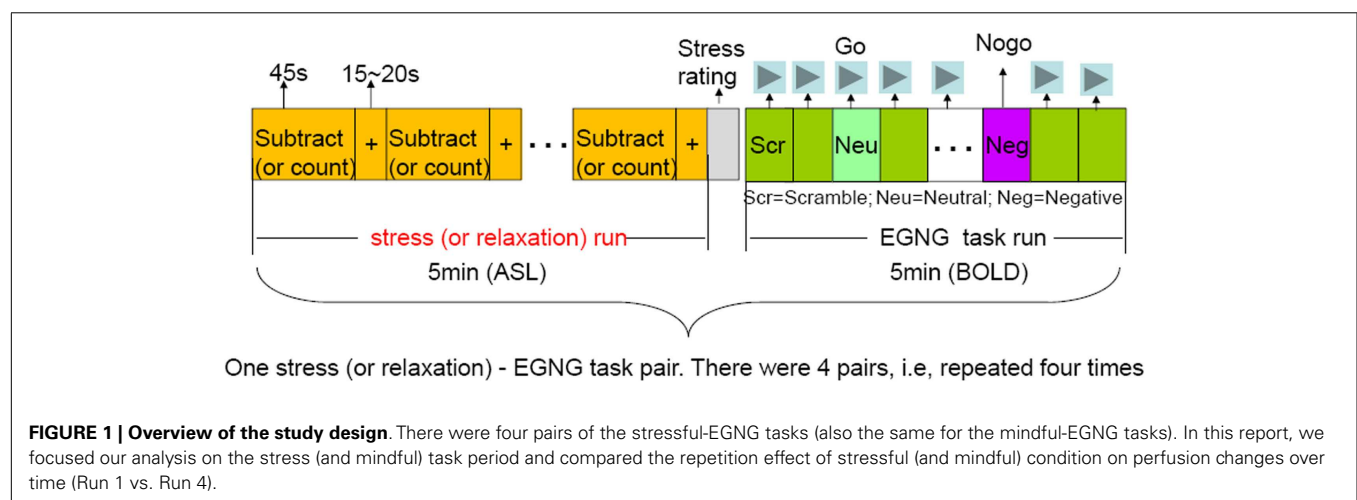 Stress
rating
Go
Nogo
45s
15~20s
Subtract
(or count)
+
Subtract
(or count)
+
...
Subtract
(or count)
+
Scr
Neu
...
Neg
Scr=Scramble; Neu=Neutral; Neg=Negative
stress (or relaxation) run
EGNG task run
5min (ASL)
5min (BOLD)
One stress (or relaxation) - EGNG task pair. There were 4 pairs, i.e, repeated four times
FIGURE 1 | Overview of the study design. There were four pairs of the stressful-EGNG tasks (also the same for the mindful-EGNG tasks). In this report, we
focused our analysis on the stress (and mindful) task period and compared the repetition effect of stressful (and mindful) condition on perfusion changes over
time (Run 1 vs. Run 4).